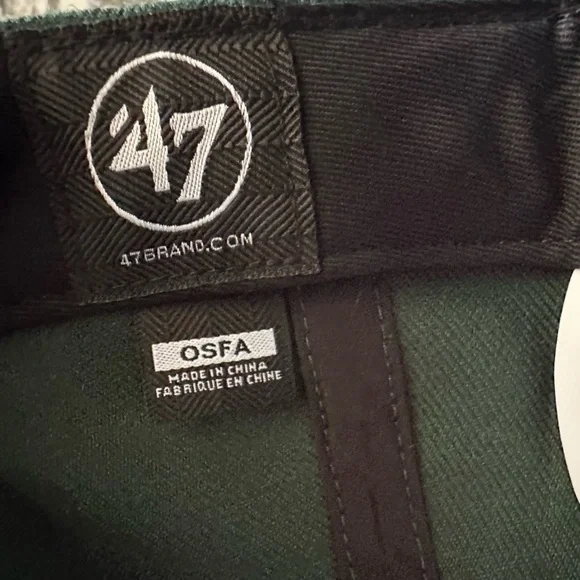 '47
47BRAND.COM
OSFA
MADE IN CHINA
FABRIQUE EN CHINE